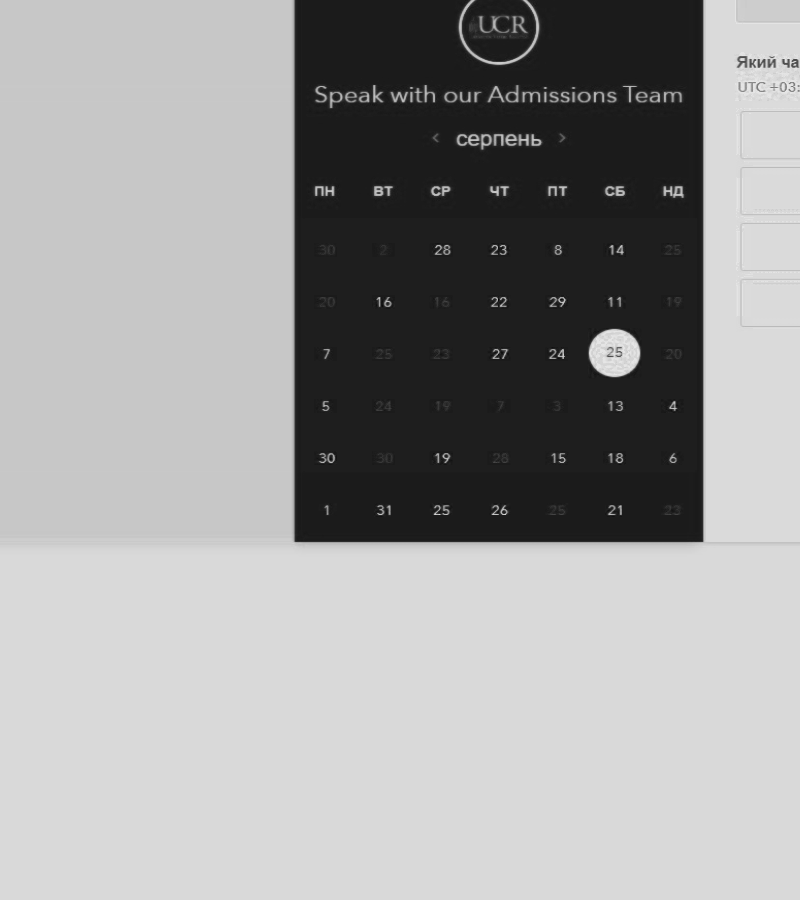 UCR
Speak with our Admissions Team
‹ серпень ›
ПН ВТ СР ЧТ ПТ СБ НД
30 2 28 23 8 14 25
20 16 16 22 29 11 19
7 25 23 27 24 25 20
5 24 19 7 3 13 4
30 30 19 28 15 18 6
1 31 25 26 25 21 23
Який ча
UTC +03: